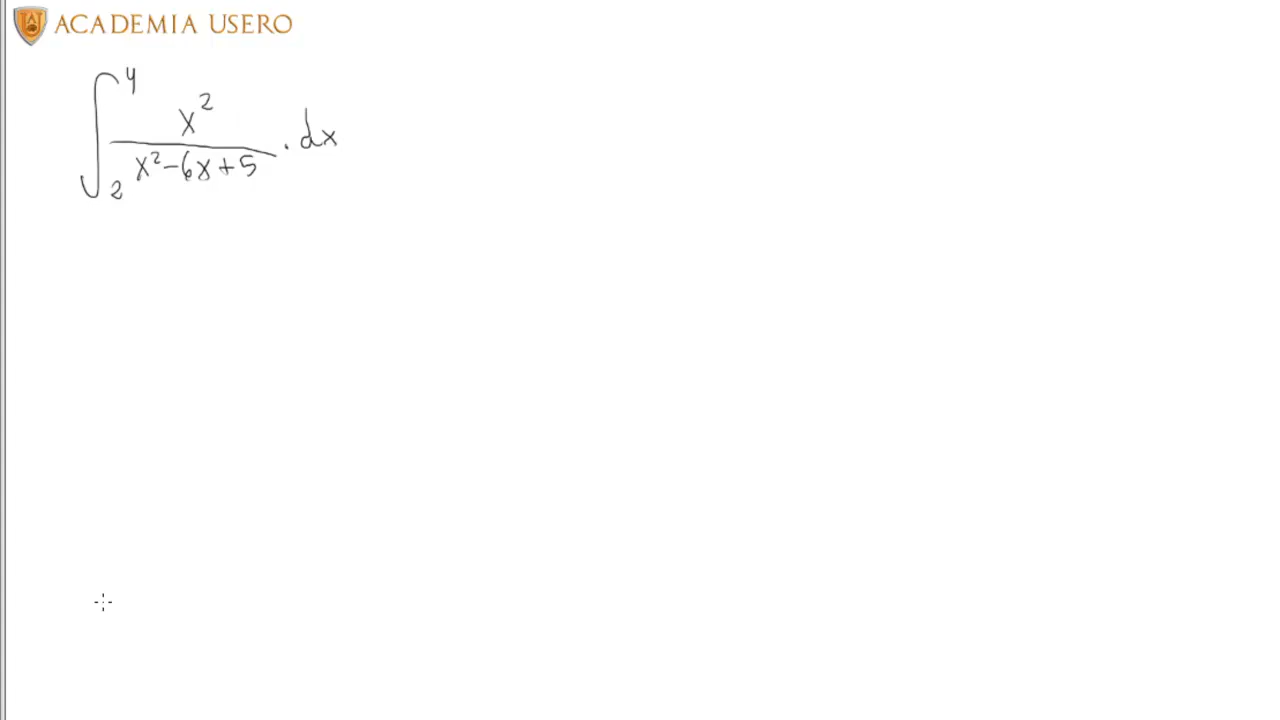 ACADEMIA USERO
∫₂⁴ x²/(x²-6x+5) · dx